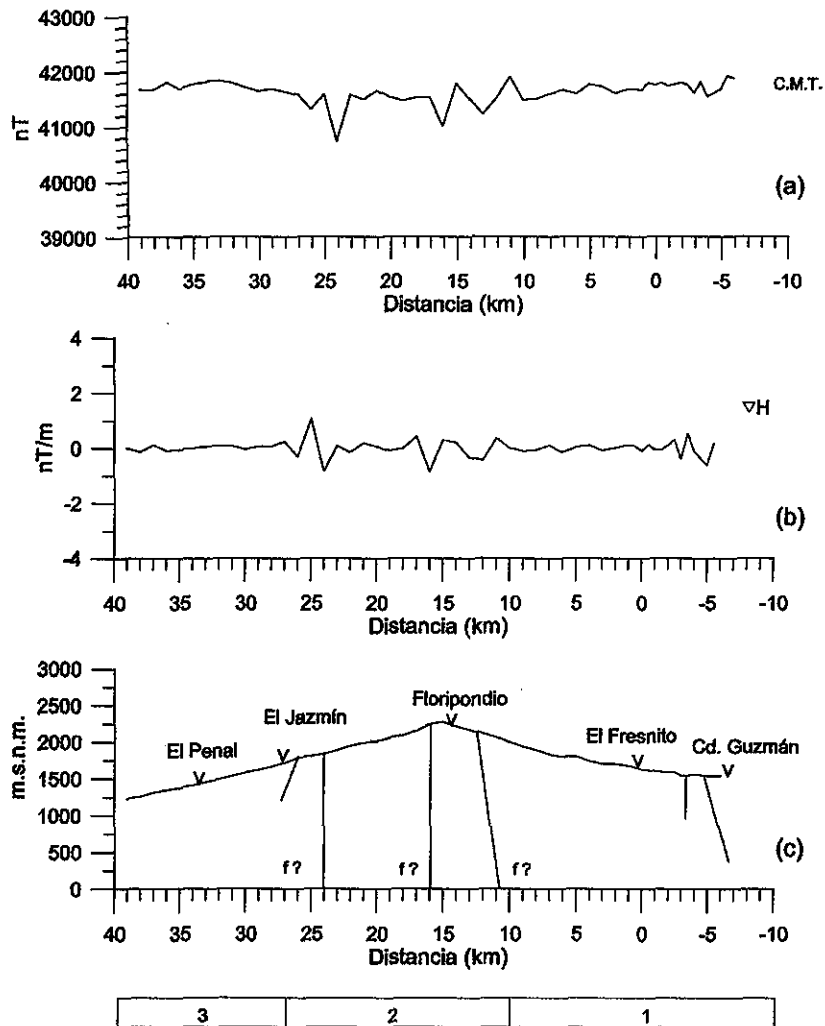 43000
42000
41000
40000
39000
nT
C.M.T.
(a)
40 35 30 25 20 15 10 5 0 -5 -10
Distancia (km)
4
2
0
-2
-4
nT/m
▽H
(b)
40 35 30 25 20 15 10 5 0 -5 -10
Distancia (km)
3000
2500
2250
1750
1500
1000
500
0
m.s.n.m.
El Penal
El Jazmín
Floripondio
El Fresnito
Cd. Guzmán
f?
f?
f?
(c)
40 35 30 25 20 15 10 5 0 -5 -10
Distancia (km)
3 2 1